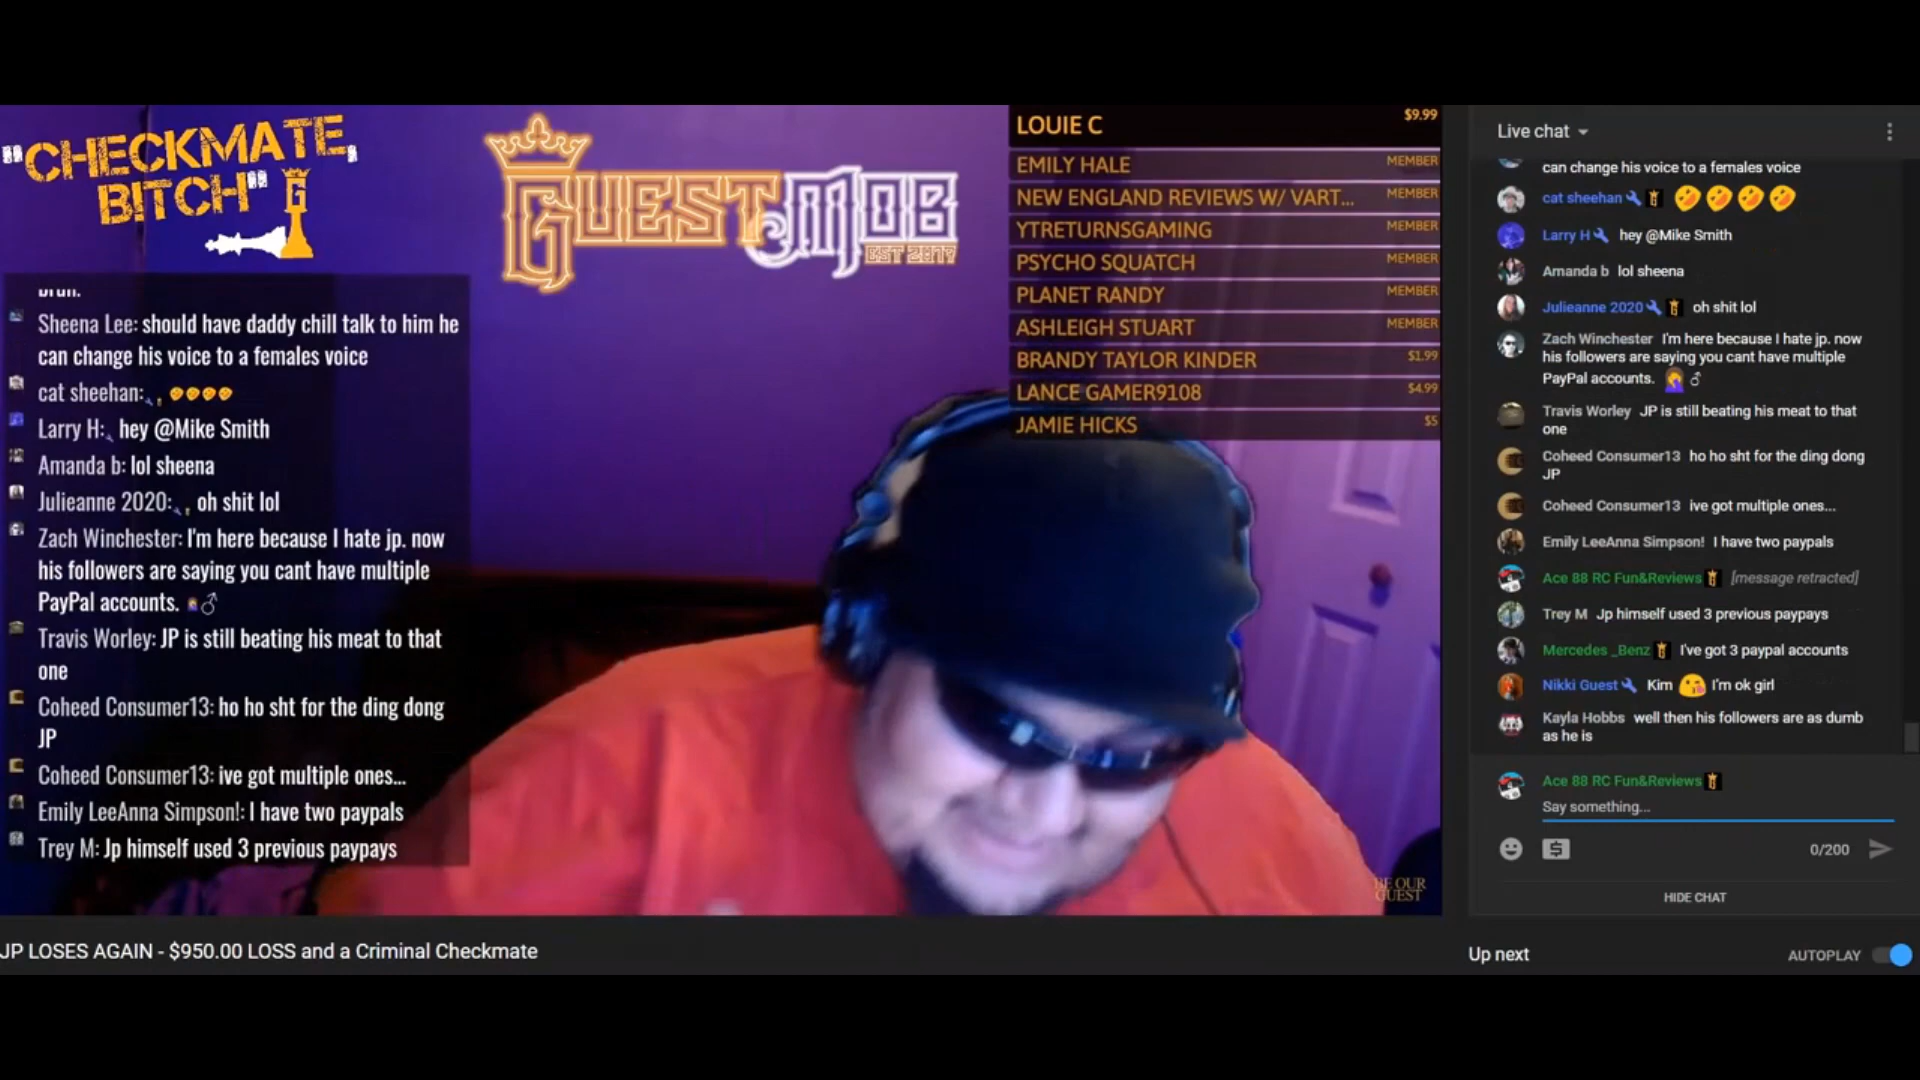 "CHECKMATE,
BITCH"
G
GUEST MOB
EST 2017
LOUIE C $9.99
EMILY HALE MEMBER
NEW ENGLAND REVIEWS W/ VART... MEMBER
YTRETURNSGAMING MEMBER
PSYCHO SQUATCH MEMBER
PLANET RANDY MEMBER
ASHLEIGH STUART MEMBER
BRANDY TAYLOR KINDER $1.99
LANCE GAMER9108 $4.99
JAMIE HICKS $5
Sheena Lee: should have daddy chill talk to him he
can change his voice to a females voice
cat sheehan:
Larry H: hey @Mike Smith
Amanda b: lol sheena
Julieanne 2020: oh shit lol
Zach Winchester: I'm here because I hate jp. now
his followers are saying you cant have multiple
PayPal accounts. ♂
Travis Worley: JP is still beating his meat to that
one
Coheed Consumer13: ho ho sht for the ding dong
JP
Coheed Consumer13: ive got multiple ones...
Emily LeeAnna Simpson!: I have two paypals
Trey M: Jp himself used 3 previous paypays
BE OUR
GUEST
JP LOSES AGAIN - $950.00 LOSS and a Criminal Checkmate
Live chat
can change his voice to a females voice
cat sheehan
Larry H hey @Mike Smith
Amanda b lol sheena
Julieanne 2020 oh shit lol
Zach Winchester I'm here because I hate jp. now
his followers are saying you cant have multiple
PayPal accounts. ♂
Travis Worley JP is still beating his meat to that
one
Coheed Consumer13 ho ho sht for the ding dong
JP
Coheed Consumer13 ive got multiple ones...
Emily LeeAnna Simpson! I have two paypals
Ace 88 RC Fun&Reviews [message retracted]
Trey M Jp himself used 3 previous paypays
Mercedes _Benz I've got 3 paypal accounts
Nikki Guest Kim I'm ok girl
Kayla Hobbs well then his followers are as dumb
as he is
Ace 88 RC Fun&Reviews
Say something...
0/200
HIDE CHAT
Up next AUTOPLAY